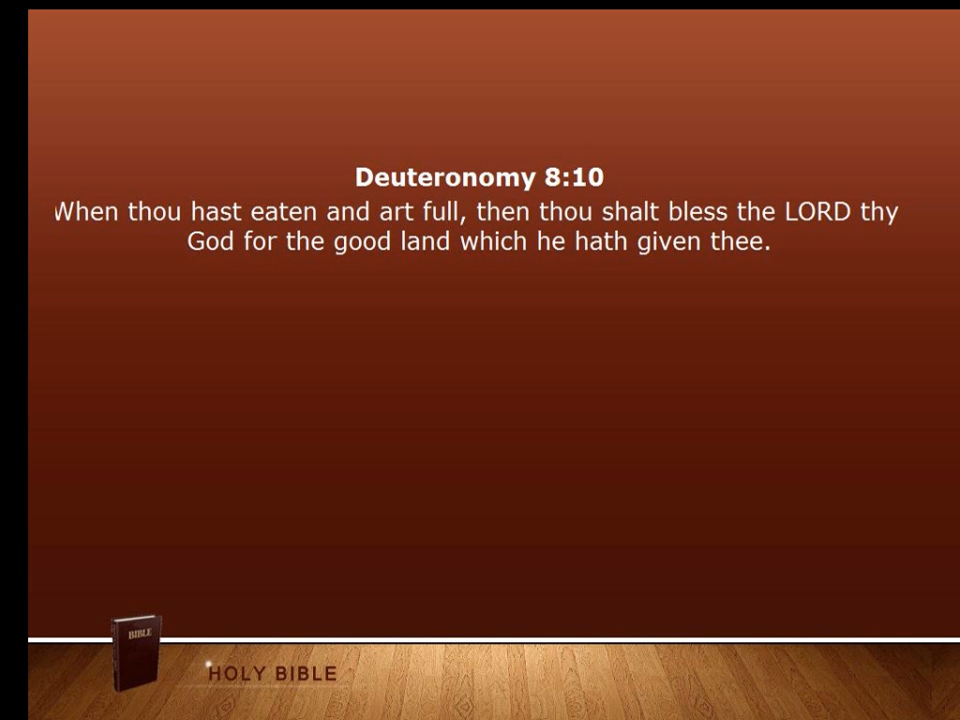 Deuteronomy 8:10
When thou hast eaten and art full, then thou shalt bless the LORD thy
God for the good land which he hath given thee.
BIBLE
HOLY BIBLE